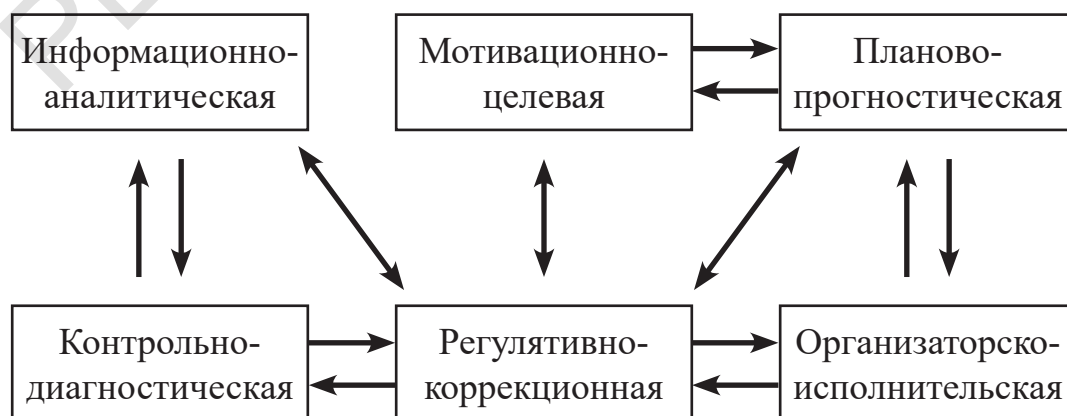 Информационно-
аналитическая
Мотивационно-
целевая
Планово-
прогностическая
Контрольно-
диагностическая
Регулятивно-
коррекционная
Организаторско-
исполнительская